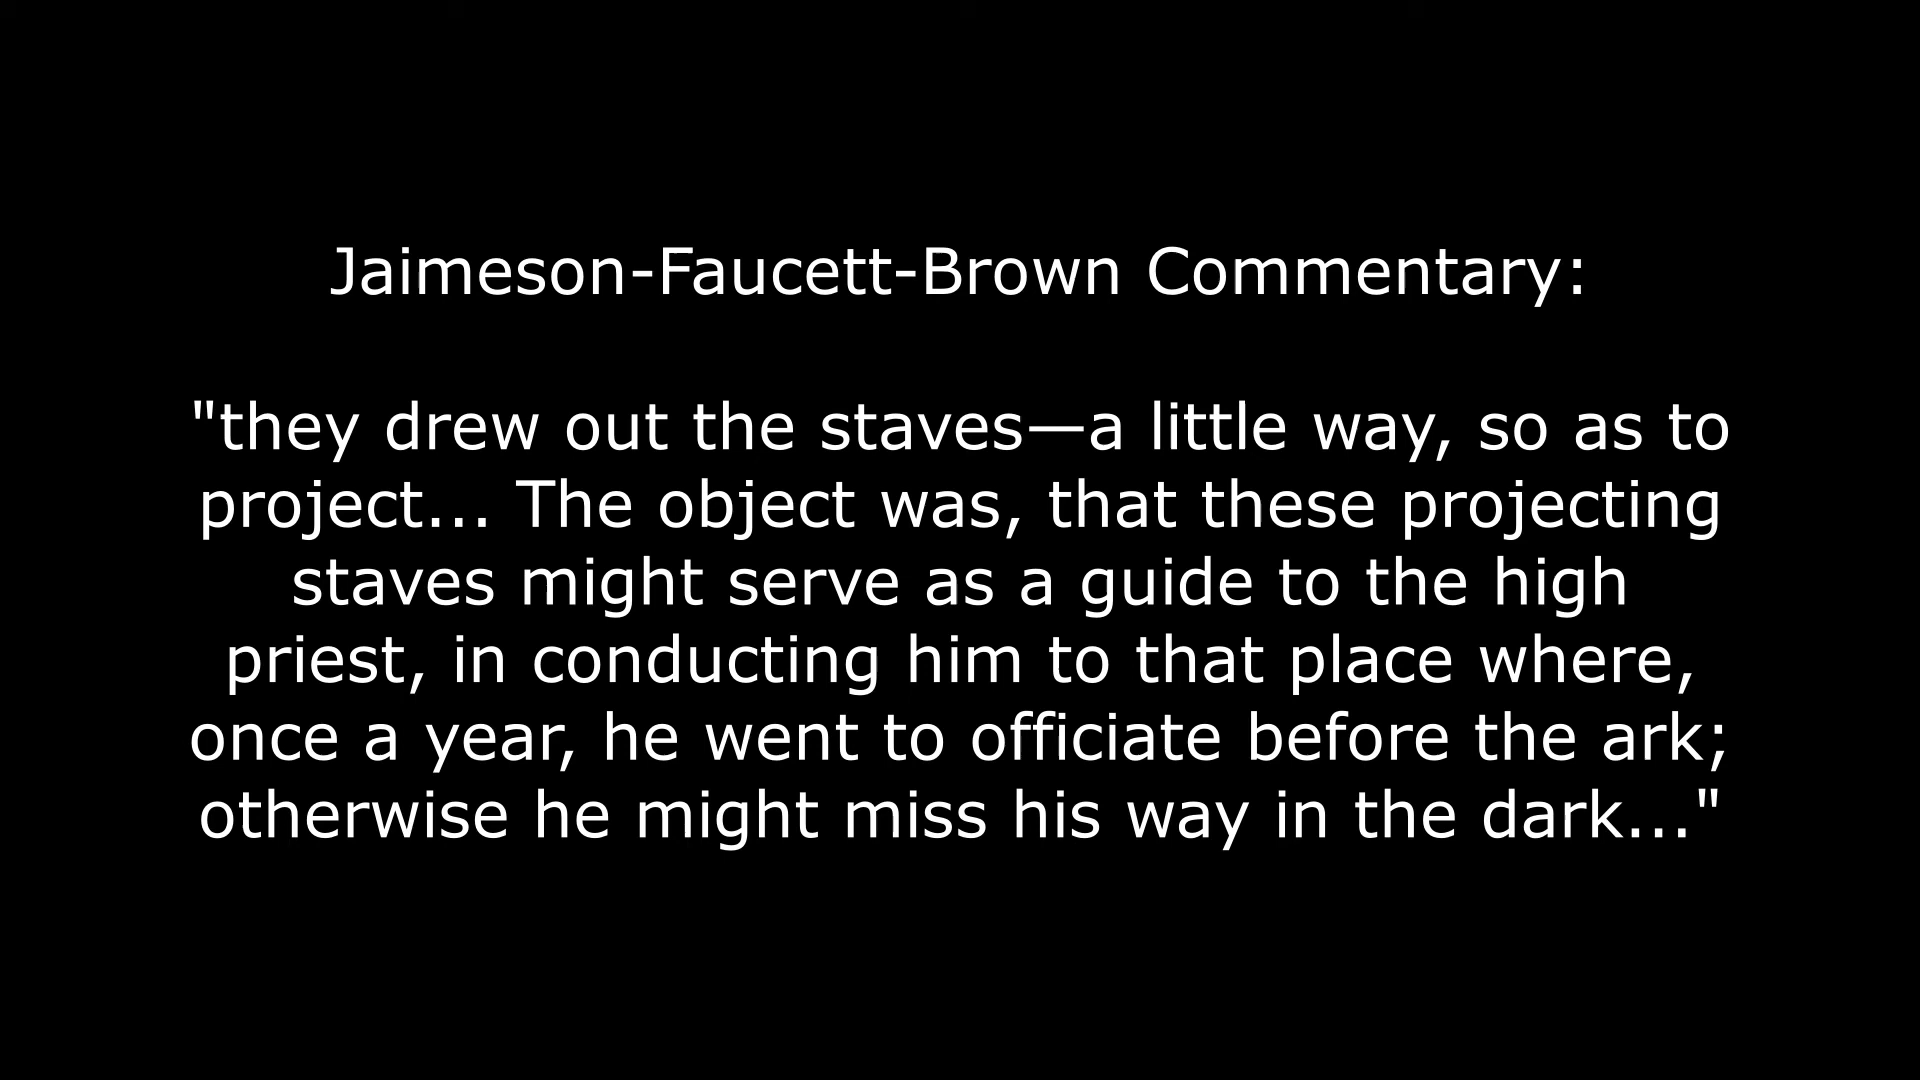 Jaimeson-Faucett-Brown Commentary:
"they drew out the staves—a little way, so as to
project... The object was, that these projecting
staves might serve as a guide to the high
priest, in conducting him to that place where,
once a year, he went to officiate before the ark;
otherwise he might miss his way in the dark..."